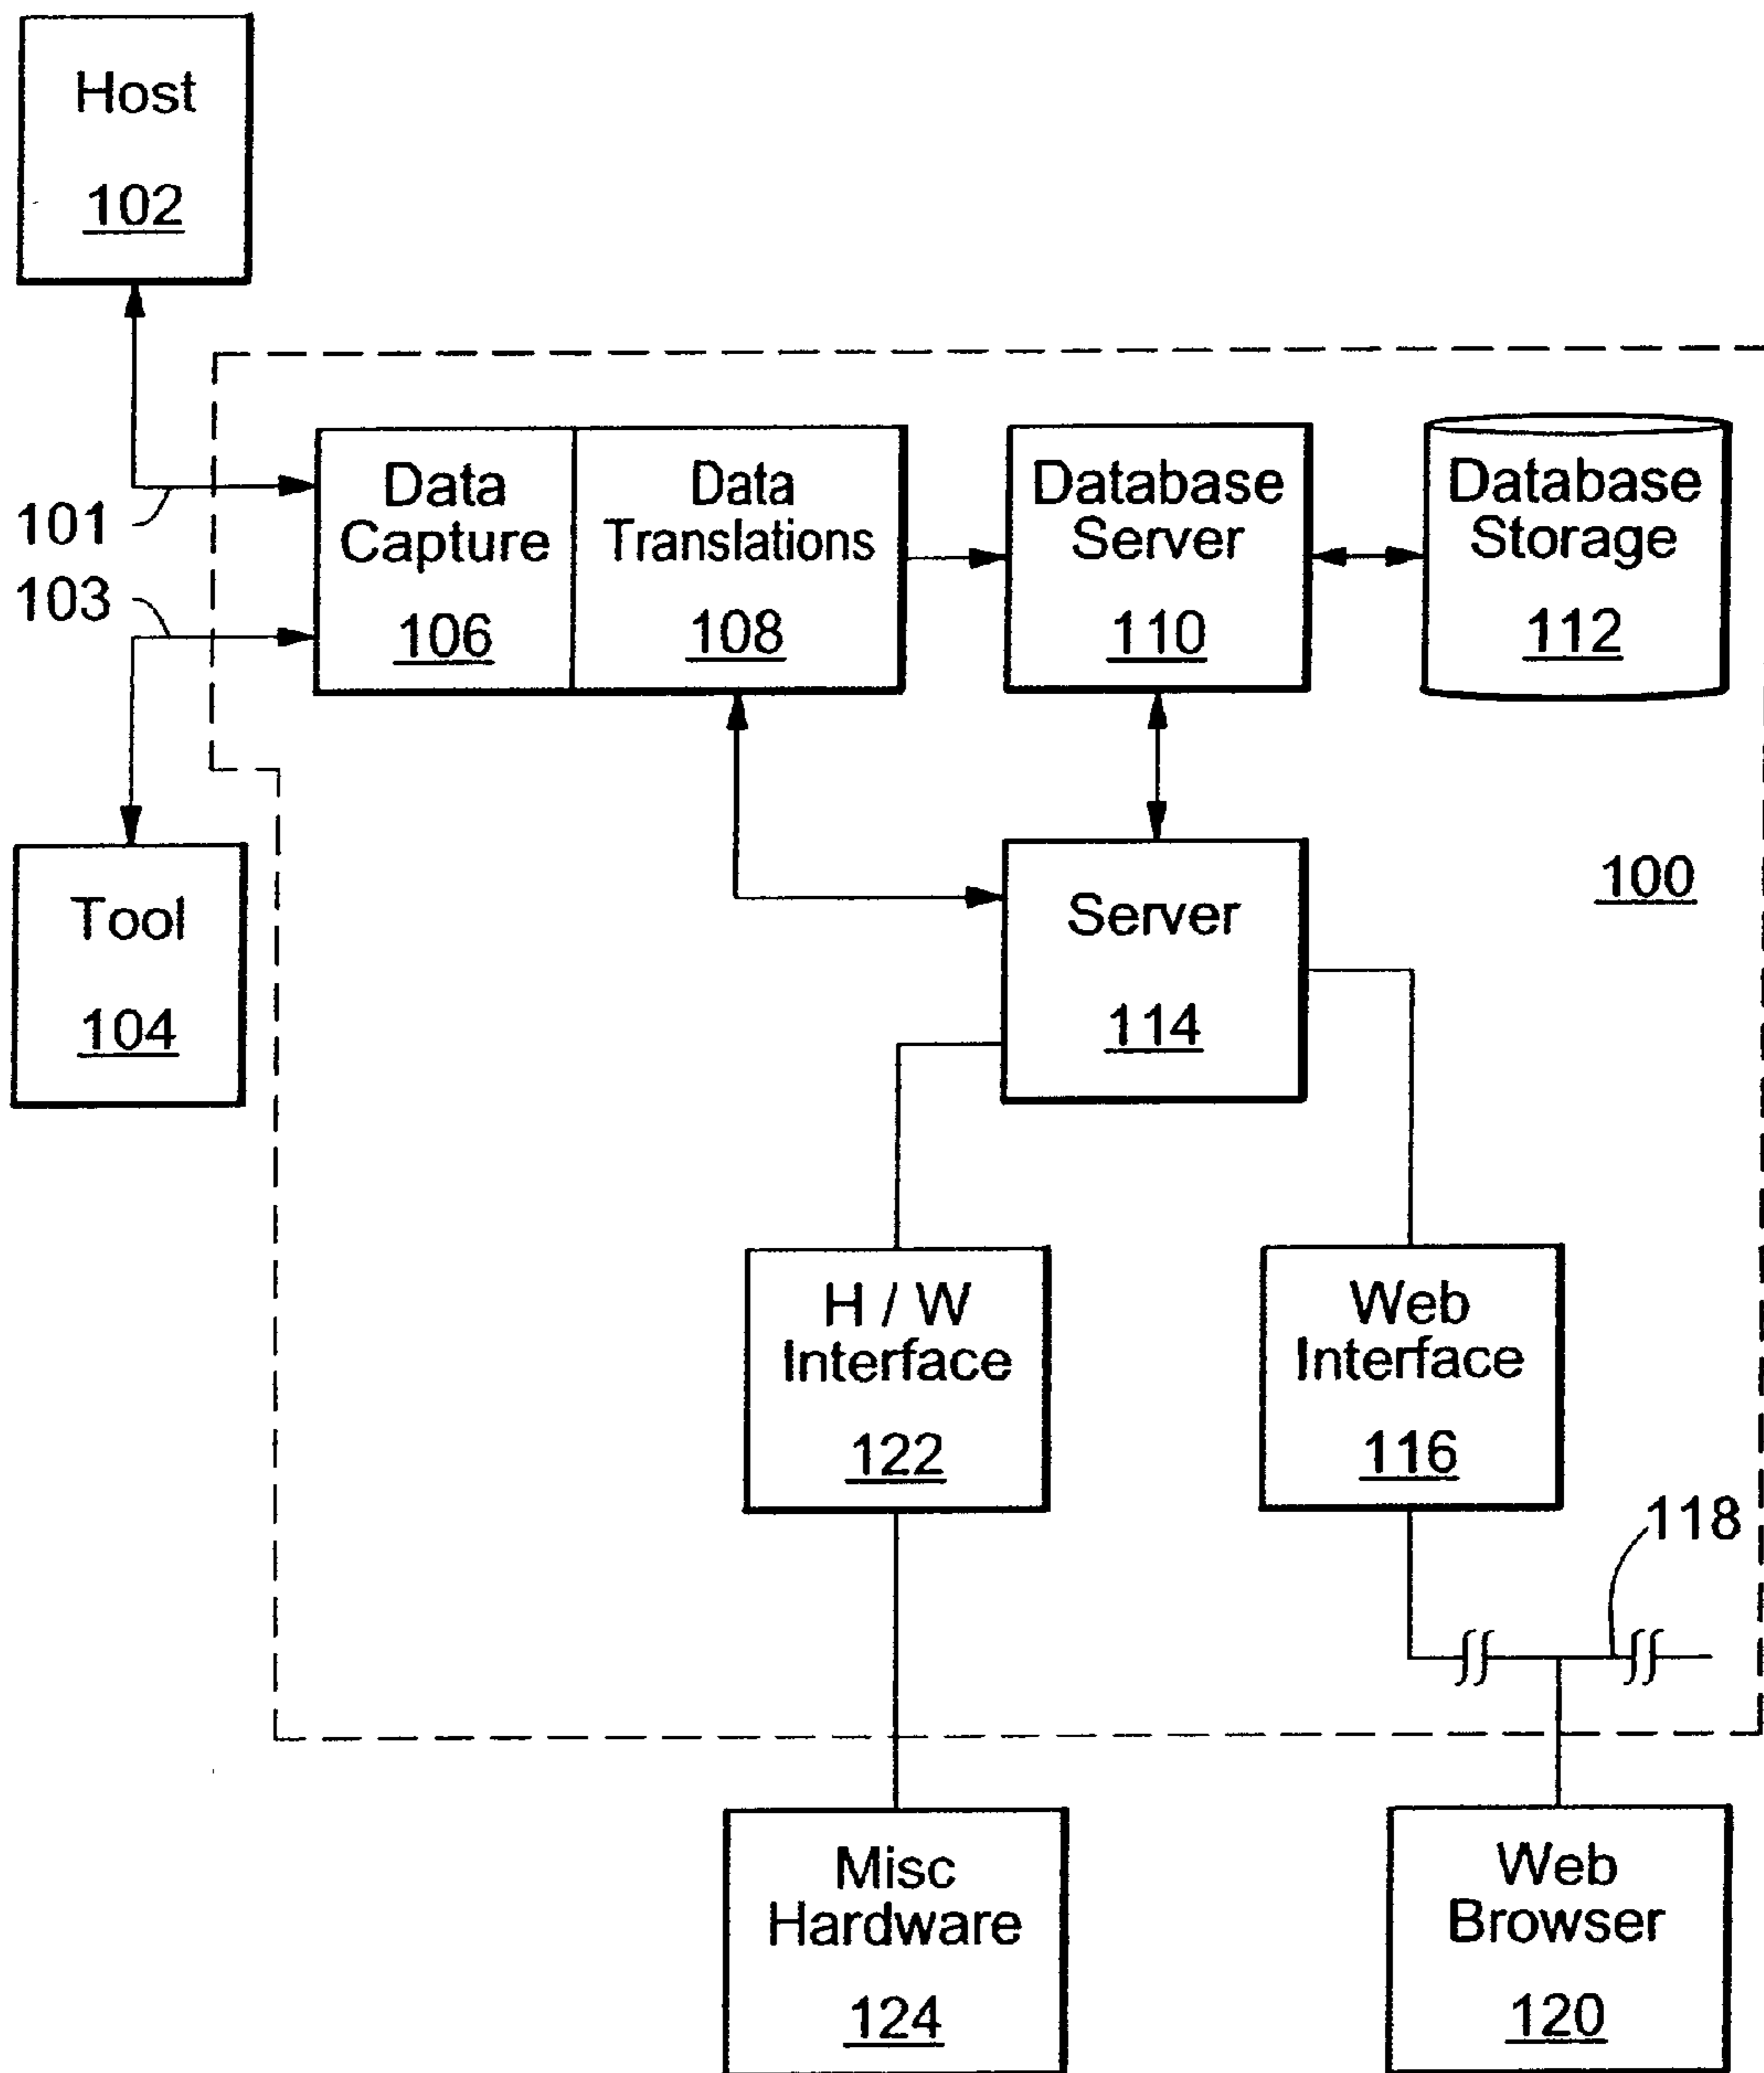 Host
102
101
103
Data
Capture
106
Data
Translations
108
Database
Server
110
Database
Storage
112
Tool
104
Server
114
100
H / W
Interface
122
Web
Interface
116
118
Misc
Hardware
124
Web
Browser
120